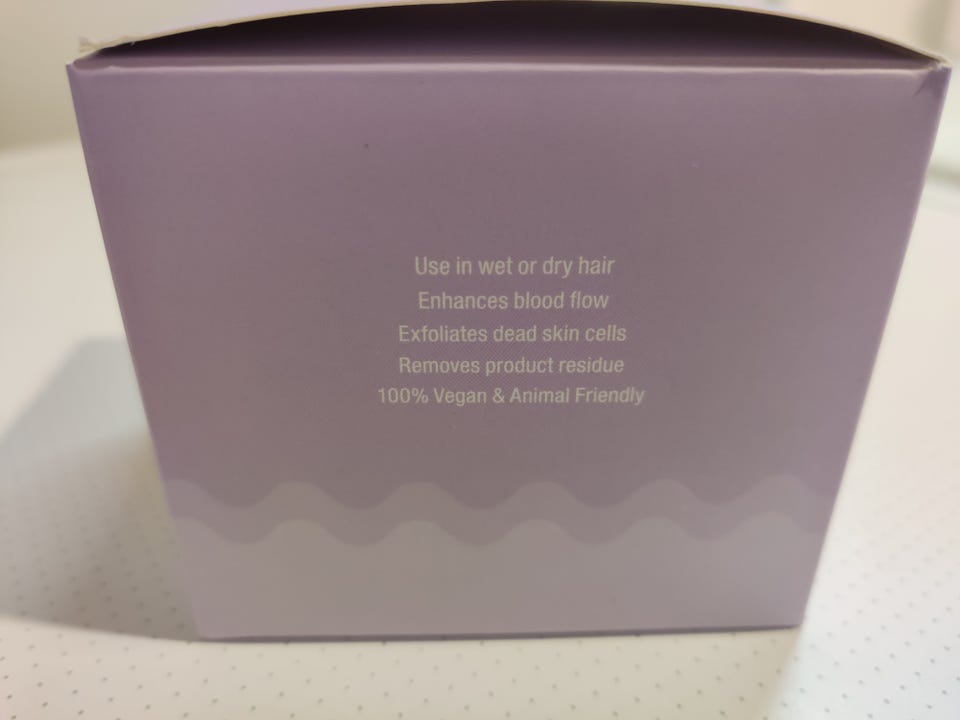 Use in wet or dry hair
Enhances blood flow
Exfoliates dead skin cells
Removes product residue
100% Vegan & Animal Friendly